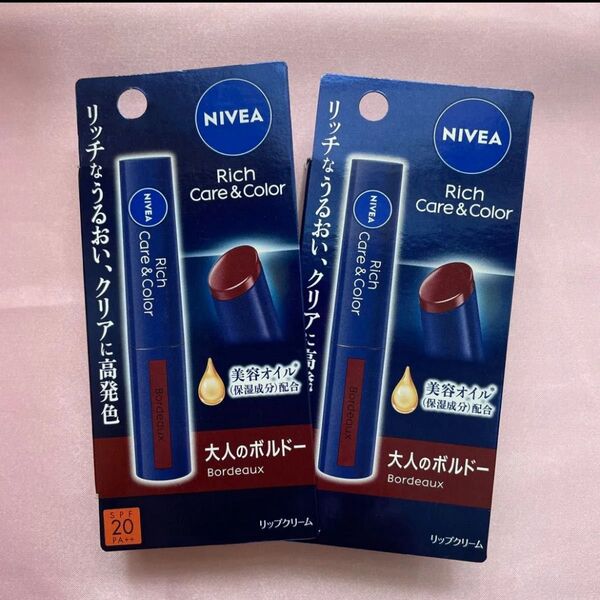 NIVEA
Rich
Care & Color
リッチなうるおい、クリアに高発色
NIVEA
Rich
Care & Color
Bordeaux
美容オイル*
(保湿成分)配合
大人のボルドー
Bordeaux
SPF
20
PA++
リップクリーム
NIVEA
Rich
Care & Color
リッチなうるおい、クリアに高発
NIVEA
Rich
Care & Color
Bordeaux
美容オイル*
(保湿成分)配合
大人のボルドー
Bordeaux
リップクリーム